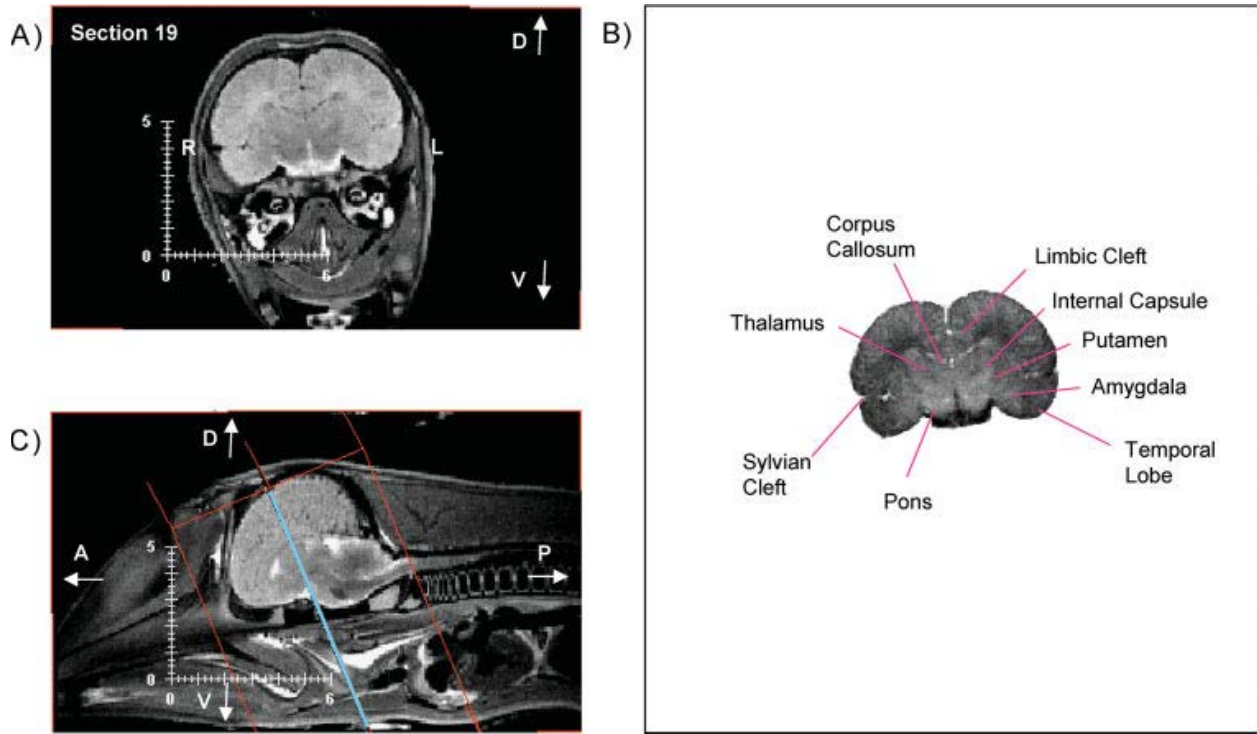 A)
Section 19
D
R
L
5
0
0
6
V
B)
Corpus
Callosum
Limbic Cleft
Internal Capsule
Thalamus
Putamen
Amygdala
Temporal
Lobe
Sylvian
Cleft
Pons
C)
D
A
P
5
0
0
6
V